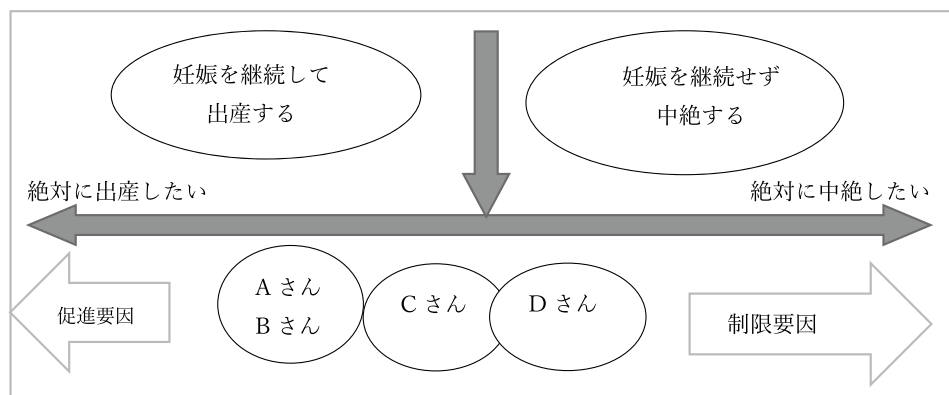 妊娠を継続して
出産する
妊娠を継続せず
中絶する
絶対に出産したい
絶対に中絶したい
促進要因
A さん
B さん
C さん
D さん
制限要因